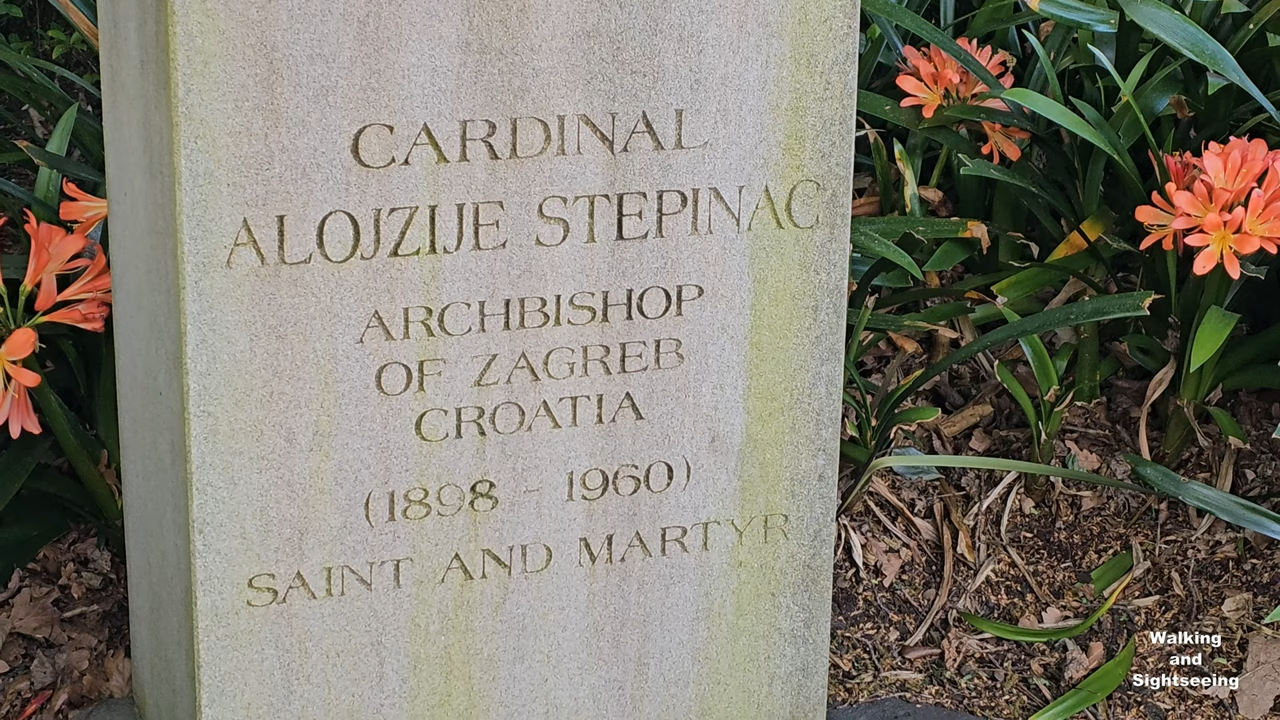 CARDINAL
ALOJZIJE STEPINAC
ARCHBISHOP
OF ZAGREB
CROATIA
(1898 - 1960)
SAINT AND MARTYR
Walking
and
Sightseeing